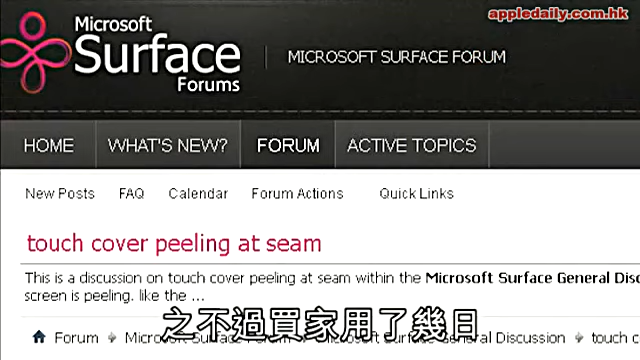 appledaily.com.hk
Microsoft
Surface
Forums
MICROSOFT SURFACE FORUM
HOME WHAT'S NEW? FORUM ACTIVE TOPICS
New Posts FAQ Calendar Forum Actions Quick Links
touch cover peeling at seam
This is a discussion on touch cover peeling at seam within the Microsoft Surface General Disc
screen is peeling. like the ...
之不過買家用了幾日
Forum Microsoft Surface Forum Microsoft Surface General Discussion touch c